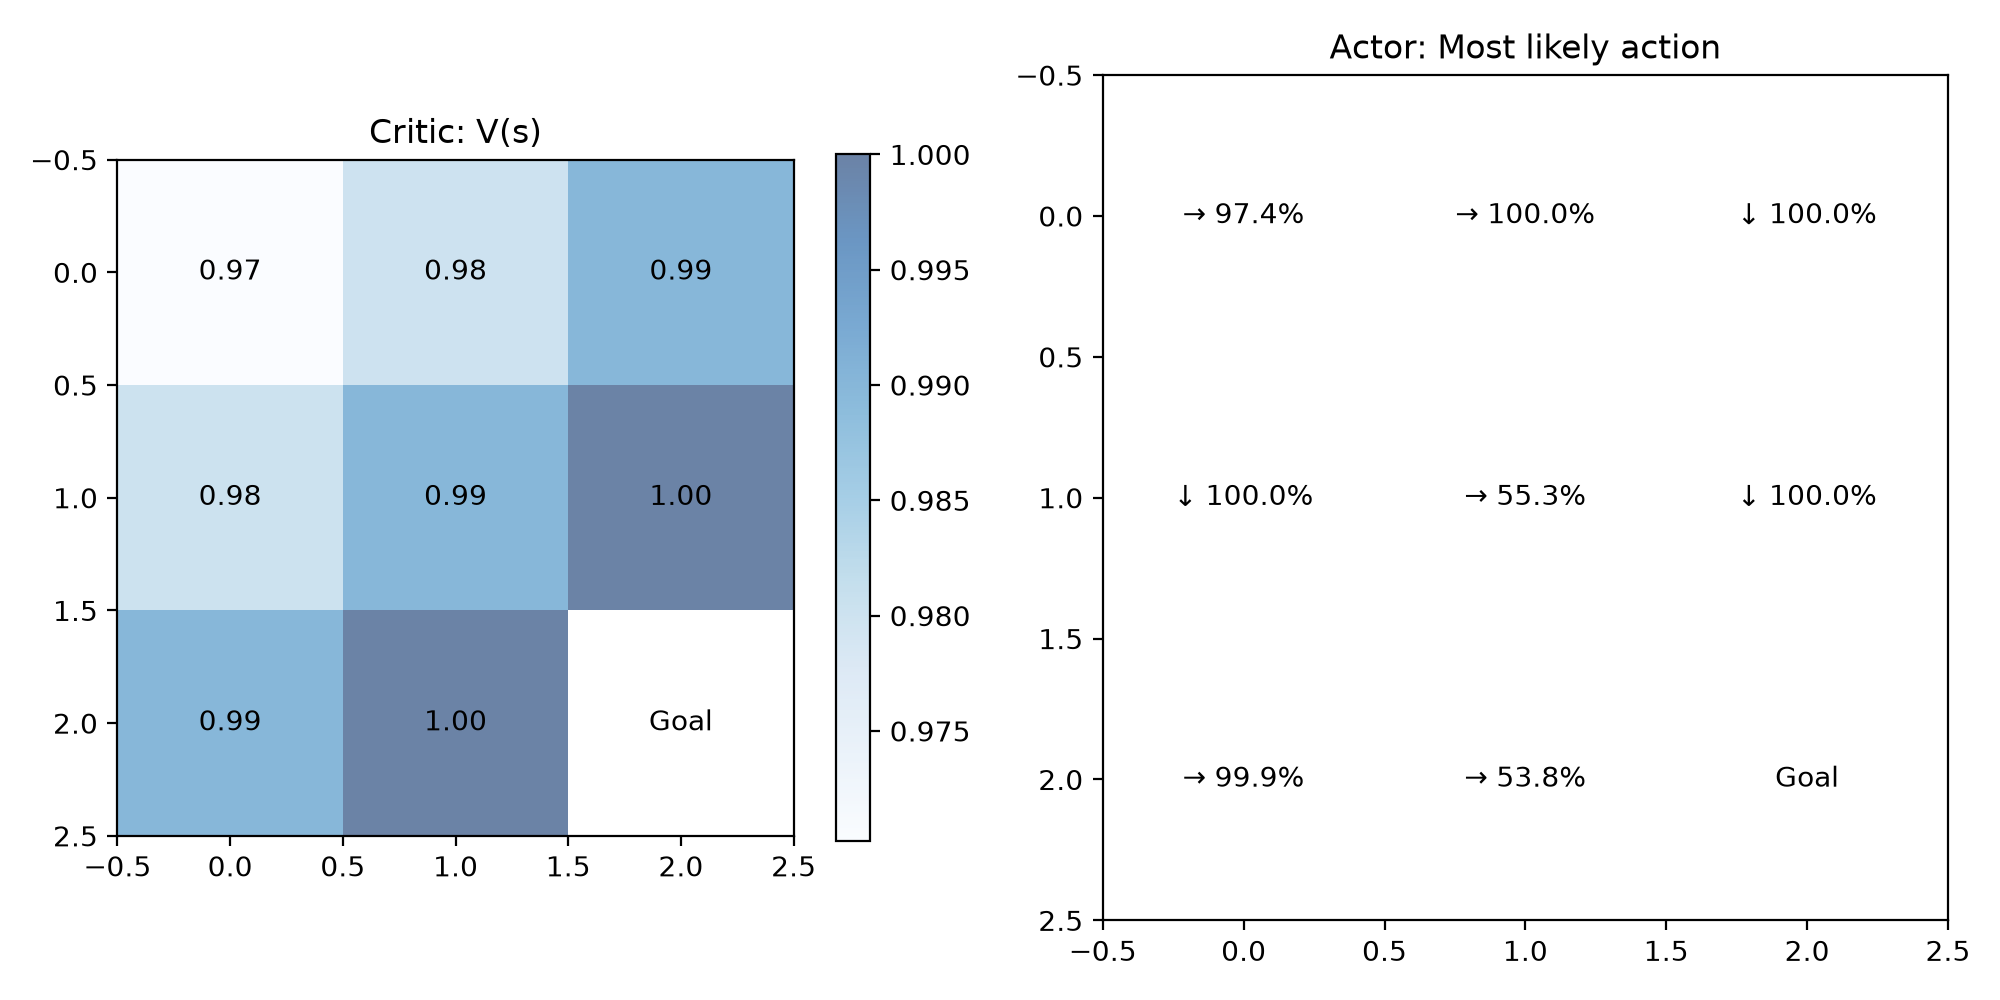 Critic: V(s)
−0.5
0.0
0.5
1.0
1.5
2.0
2.5
0.97 0.98 0.99
0.98 0.99 1.00
0.99 1.00 Goal
−0.5 0.0 0.5 1.0 1.5 2.0 2.5
1.000
0.995
0.990
0.985
0.980
0.975
Actor: Most likely action
−0.5
0.0
0.5
1.0
1.5
2.0
2.5
→ 97.4% → 100.0% ↓ 100.0%
↓ 100.0% → 55.3% ↓ 100.0%
→ 99.9% → 53.8% Goal
−0.5 0.0 0.5 1.0 1.5 2.0 2.5